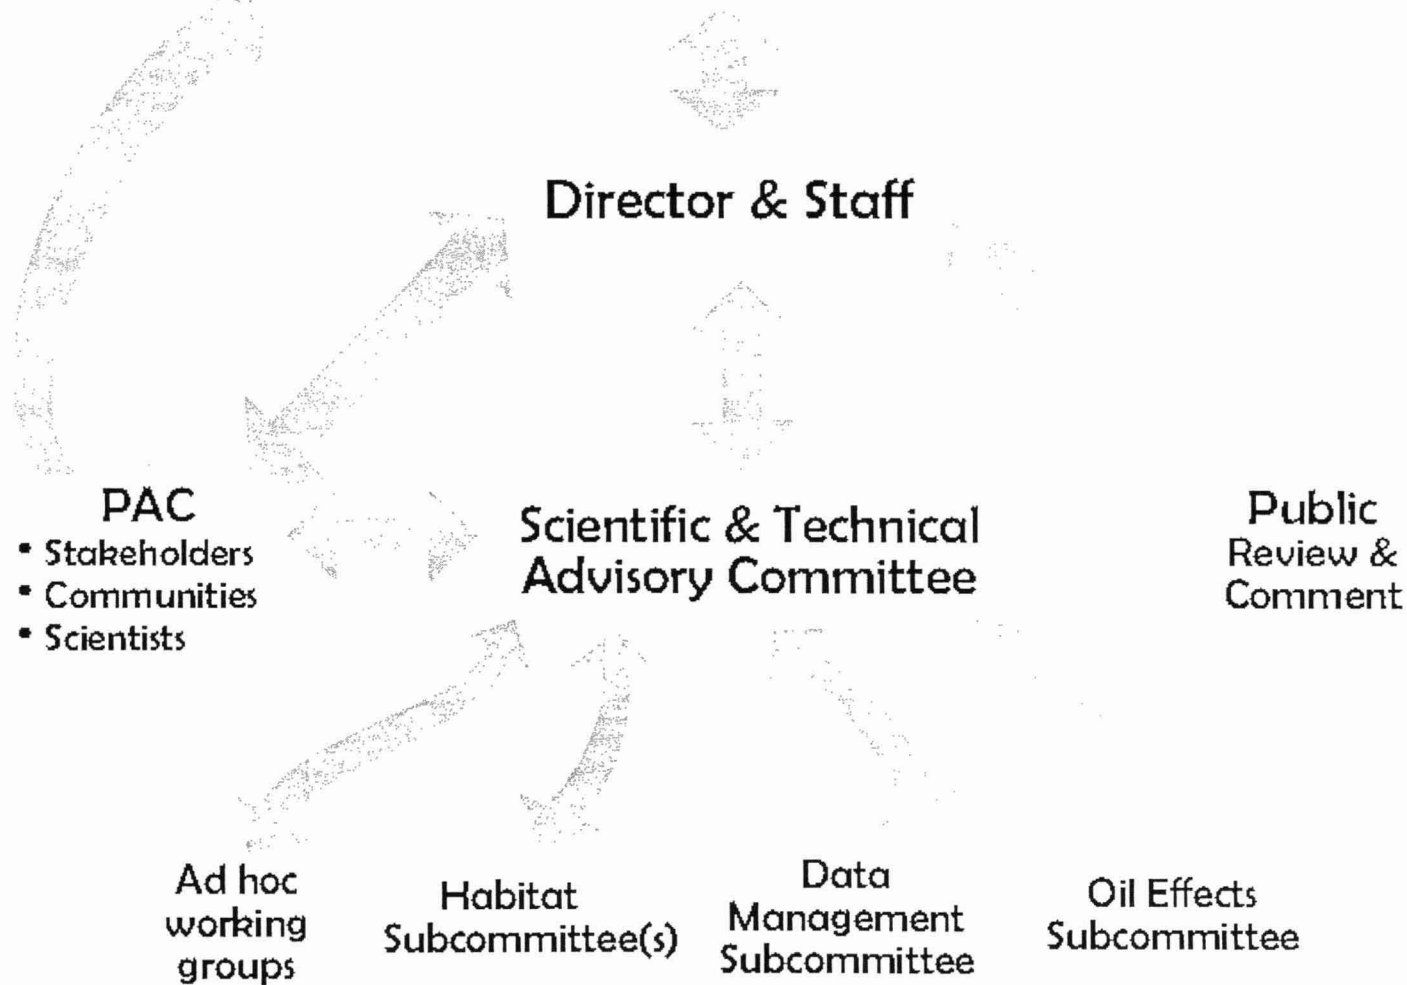 Director & Staff
PAC
• Stakeholders
• Communities
• Scientists
Scientific & Technical
Advisory Committee
Public
Review &
Comment
Ad hoc
working
groups
Habitat
Subcommittee(s)
Data
Management
Subcommittee
Oil Effects
Subcommittee